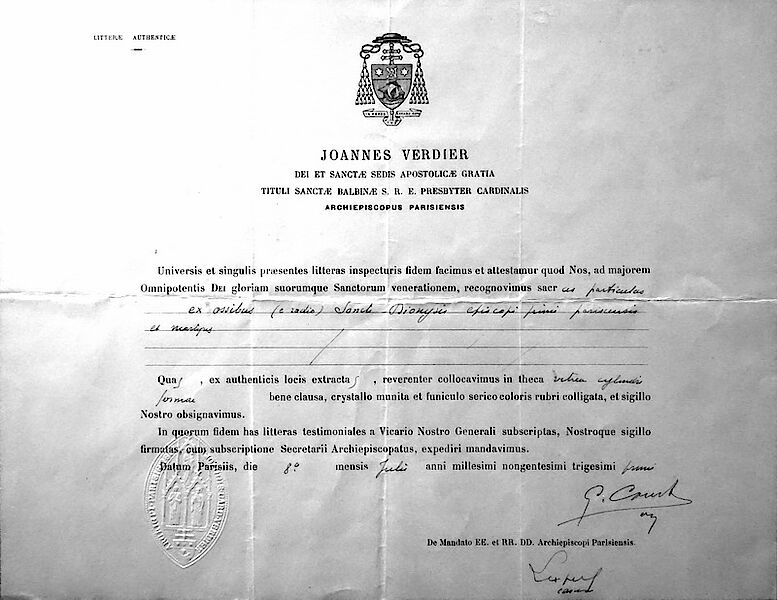 LITTERÆ AUTHENTICÆ
JOANNES VERDIER
DEI ET SANCTÆ SEDIS APOSTOLICÆ GRATIA
TITULI SANCTÆ BALBINÆ S. R. E. PRESBYTER CARDINALIS
ARCHIEPISCOPUS PARISIENSIS
Universis et singulis præsentes litteras inspecturis fidem facimus et attestamur quod Nos, ad majorem
Omnipotentis DEI gloriam suorumque Sanctorum venerationem, recognovimus sacr as particulas
ex ossibus (e radio) Sancti Dionysis episcopi primi parisiensis
et martyris
Quas, ex authenticis locis extractas, reverenter collocavimus in theca vitrea cylindri
formae bene clausa, crystallo munita et funiculo serico coloris rubri colligata, et sigillo
Nostro obsignavimus.
In quorum fidem has litteras testimoniales a Vicario Nostro Generali subscriptas, Nostroque sigillo
firmatas, cum subscriptione Secretarii Archiepiscopatus, expediri mandavimus.
Datum Parisiis, die 8ª mensis Julii anni millesimi nongentesimi trigesimi primi
De Mandato EE. et RR. DD. Archiepiscopi Parisiensis.